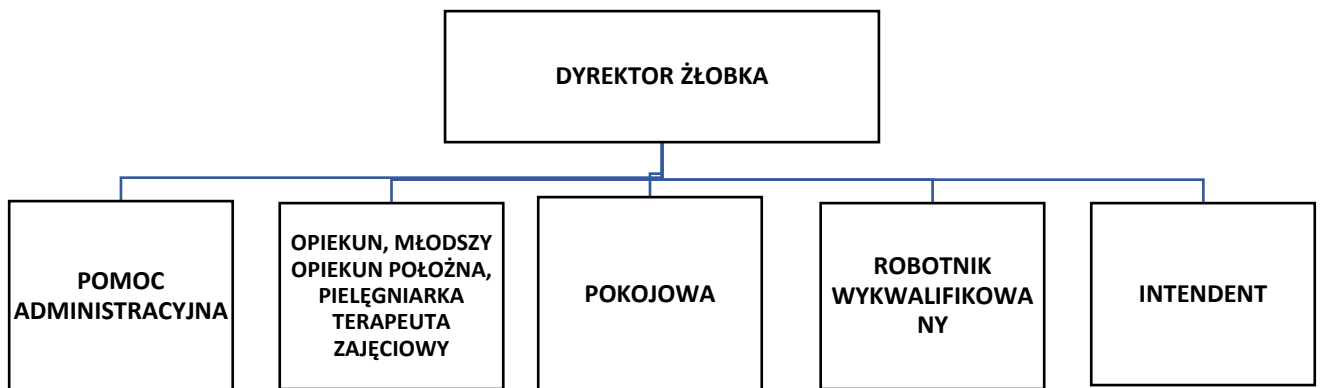 DYREKTOR ŻŁOBKA
POMOC
ADMINISTRACYJNA
OPIEKUN, MŁODSZY
OPIEKUN POŁOŻNA,
PIELĘGNIARKA
TERAPEUTA
ZAJĘCIOWY
POKOJOWA
ROBOTNIK
WYKWALIFIKOWA
NY
INTENDENT